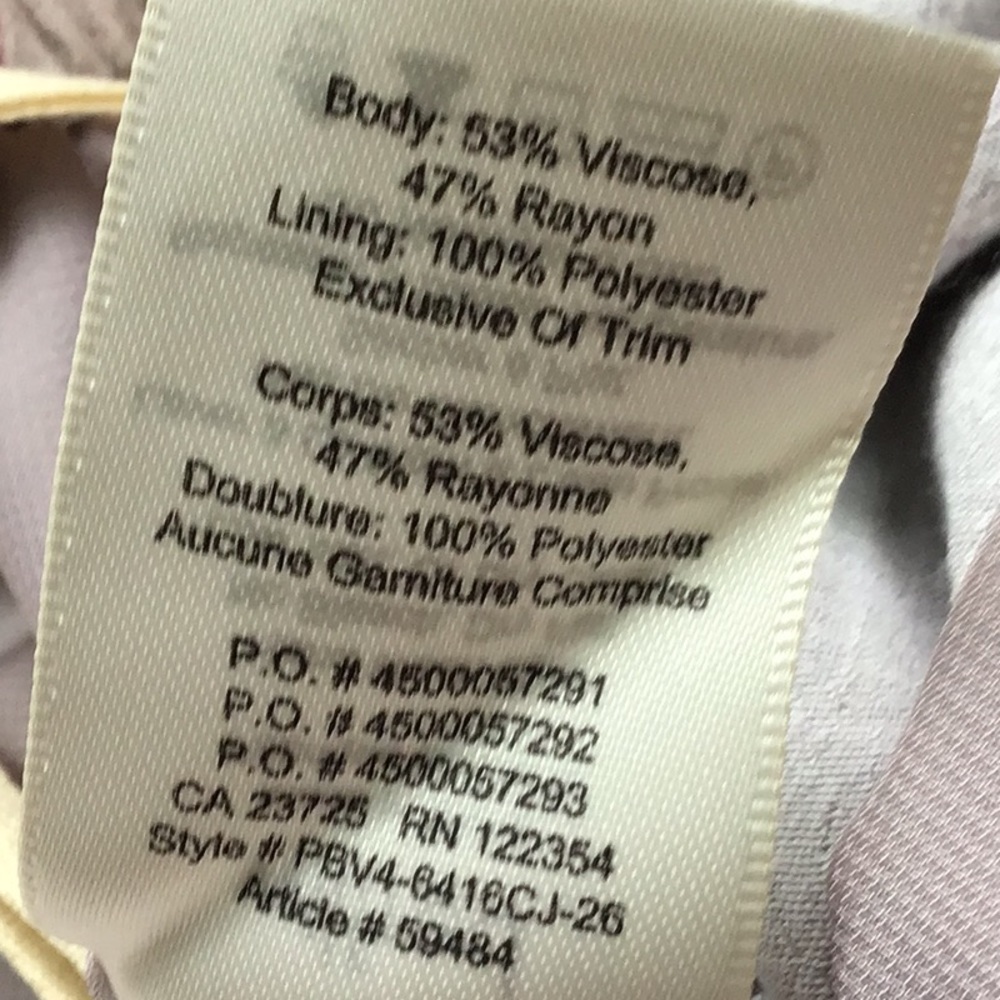 Body: 53% Viscose,
47% Rayon
Lining: 100% Polyester
Exclusive Of Trim
Corps: 53% Viscose,
47% Rayonne
Doublure: 100% Polyester
Aucune Garniture Comprise
P.O. # 4500057291
P.O. # 4500057292
P.O. # 4500057293
CA 23725 RN 122354
Style # PBV4-6416CJ-26
Article # 59484